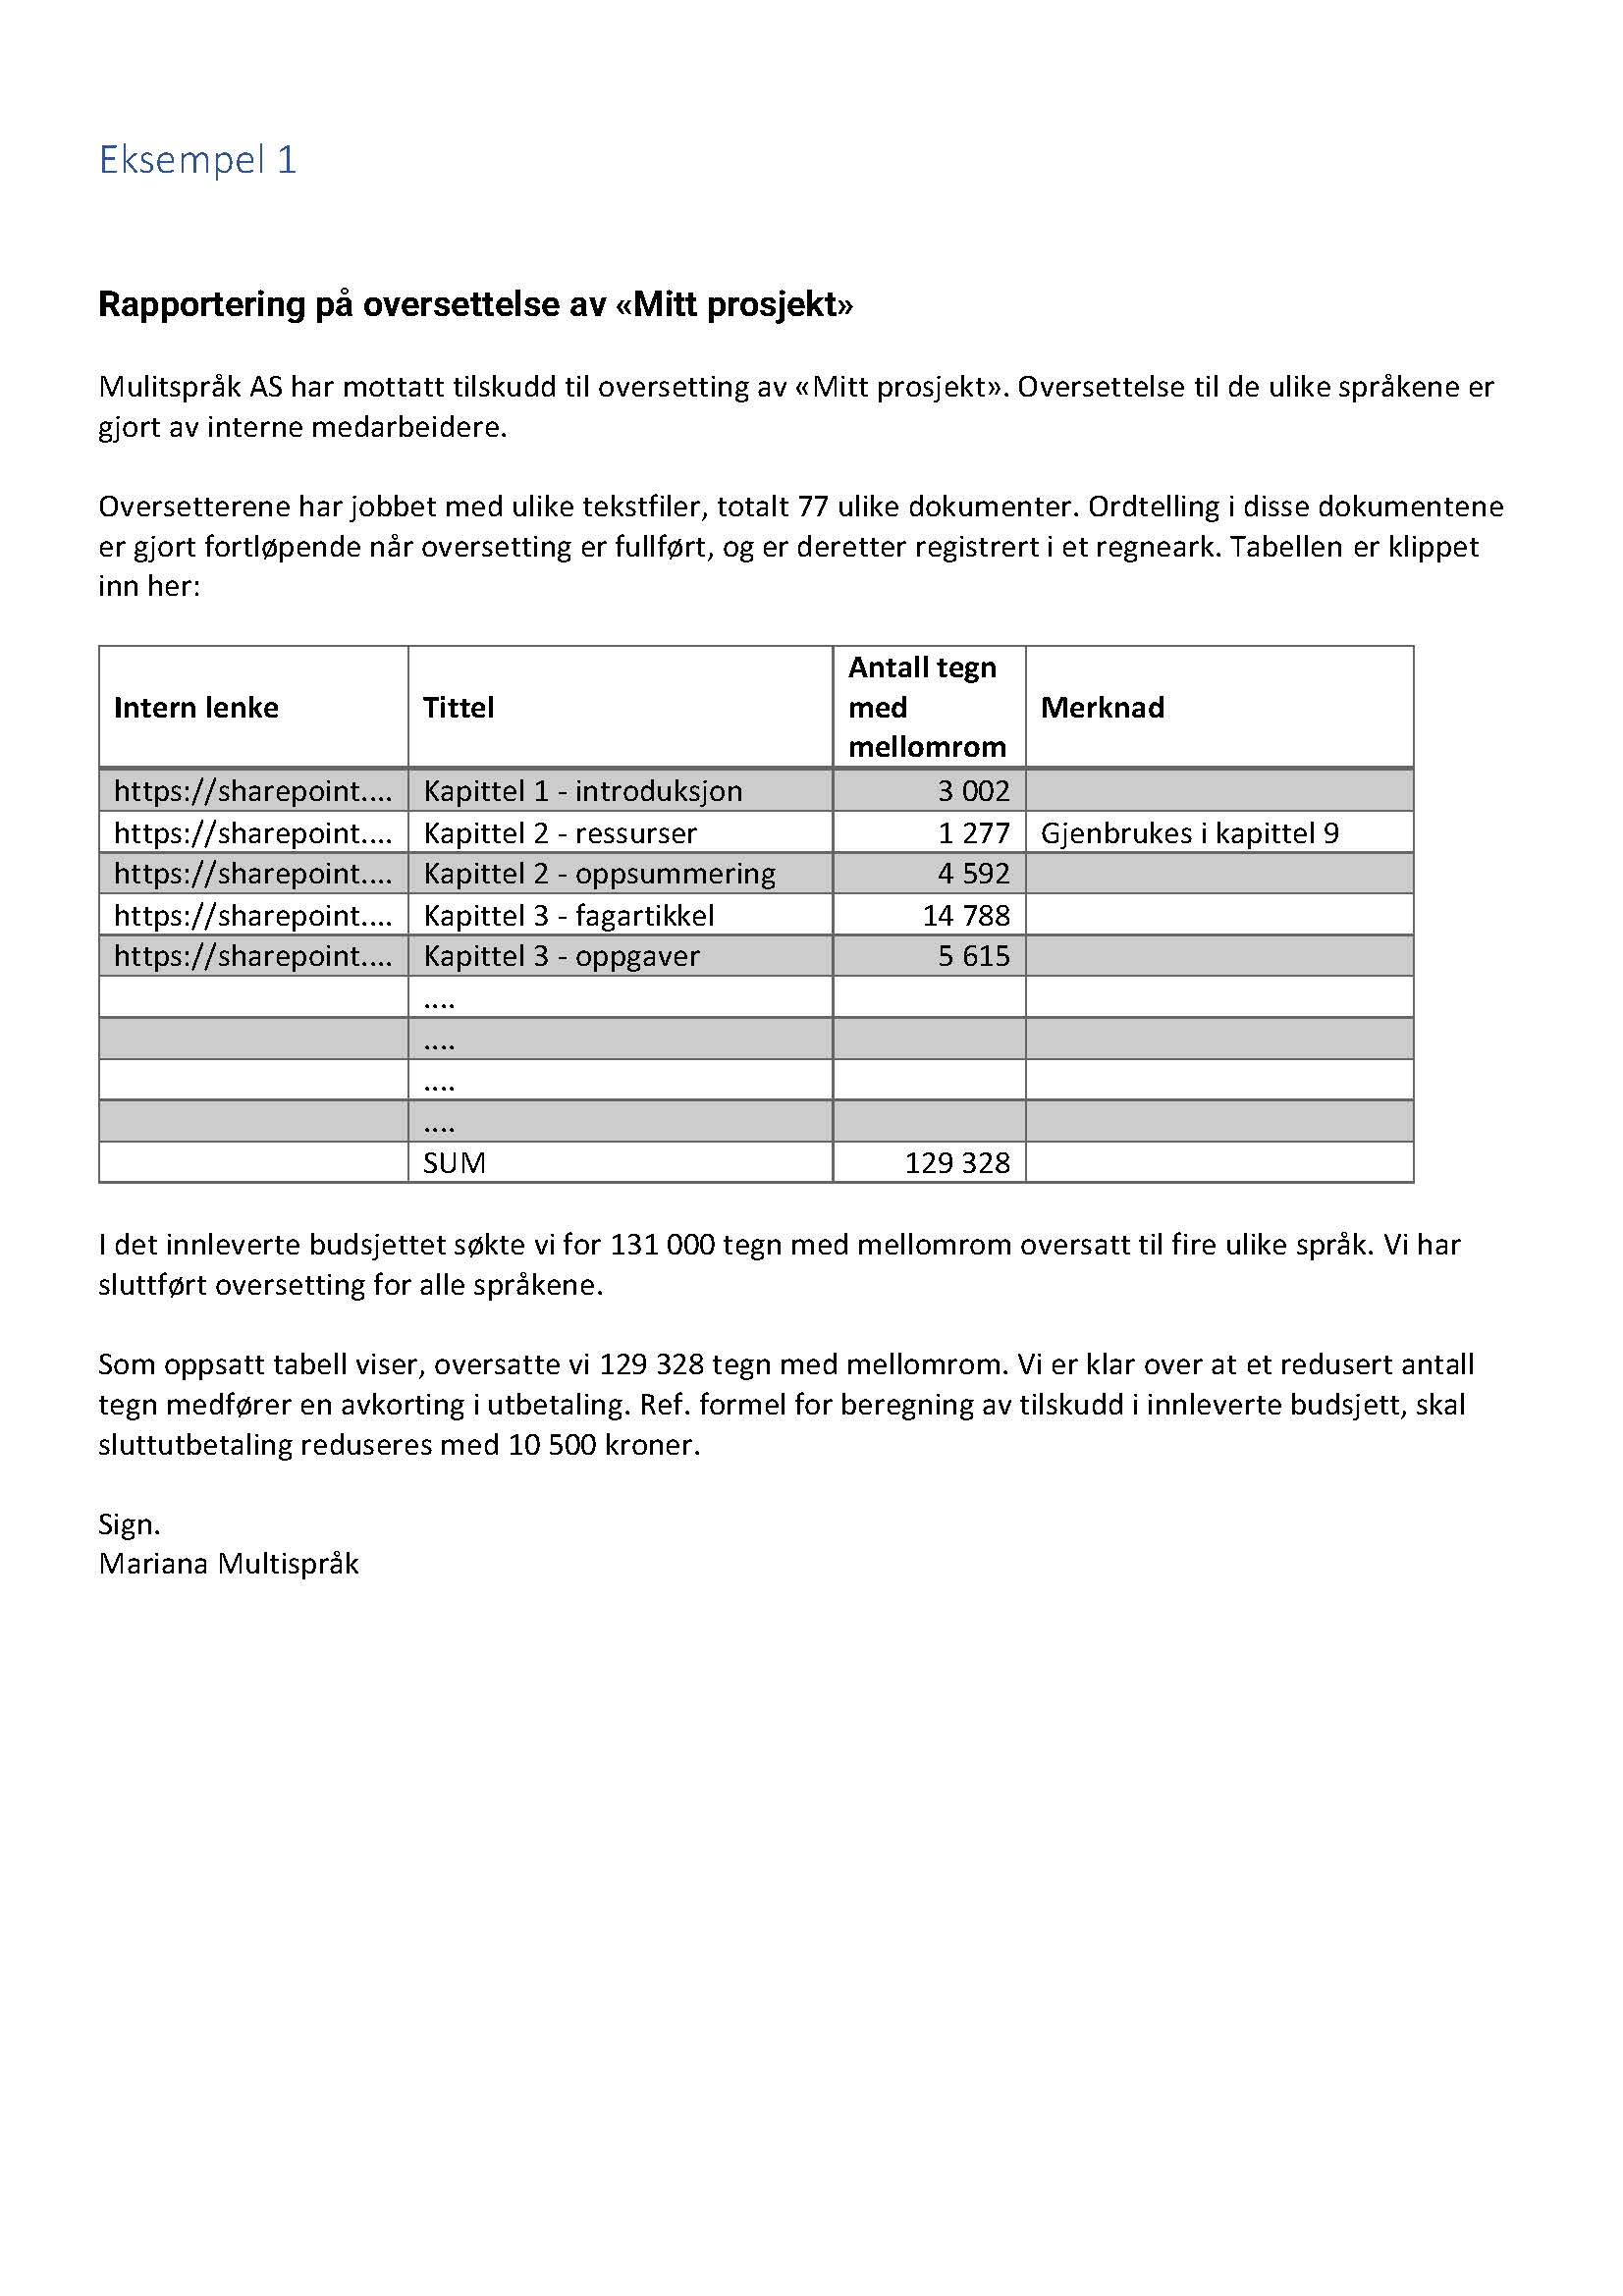 Eksempel 1
Rapportering på oversettelse av «Mitt prosjekt»
Mulitspråk AS har mottatt tilskudd til oversetting av «Mitt prosjekt». Oversettelse til de ulike språkene er
gjort av interne medarbeidere.
Oversetterene har jobbet med ulike tekstfiler, totalt 77 ulike dokumenter. Ordtelling i disse dokumentene
er gjort fortløpende når oversetting er fullført, og er deretter registrert i et regneark. Tabellen er klippet
inn her:
Intern lenke Tittel Antall tegn med mellomrom Merknad
https://sharepoint.... Kapittel 1 - introduksjon 3 002
https://sharepoint.... Kapittel 2 - ressurser 1 277 Gjenbrukes i kapittel 9
https://sharepoint.... Kapittel 2 - oppsummering 4 592
https://sharepoint.... Kapittel 3 - fagartikkel 14 788
https://sharepoint.... Kapittel 3 - oppgaver 5 615
....
....
....
....
SUM 129 328
I det innleverte budsjettet søkte vi for 131 000 tegn med mellomrom oversatt til fire ulike språk. Vi har
sluttført oversetting for alle språkene.
Som oppsatt tabell viser, oversatte vi 129 328 tegn med mellomrom. Vi er klar over at et redusert antall
tegn medfører en avkorting i utbetaling. Ref. formel for beregning av tilskudd i innleverte budsjett, skal
sluttutbetaling reduseres med 10 500 kroner.
Sign.
Mariana Multispråk